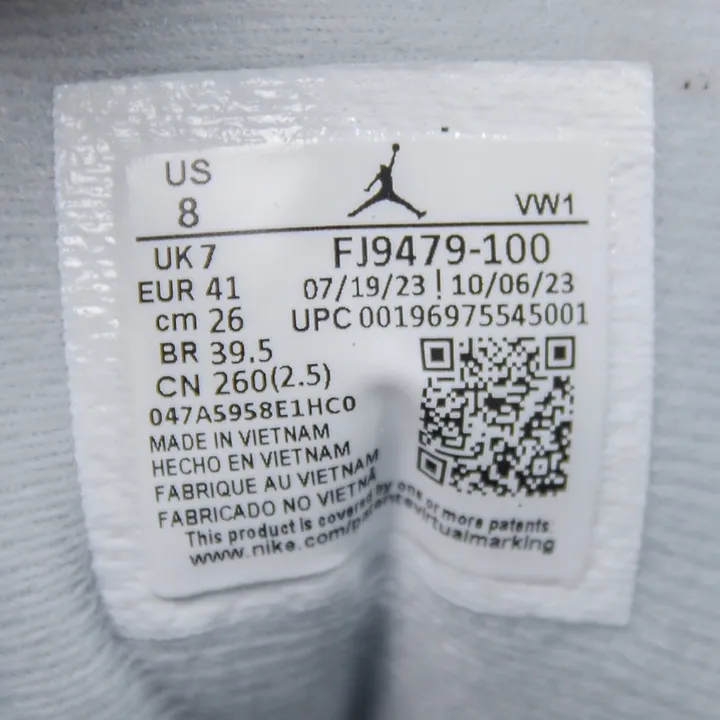 US
8
VW1
UK 7
FJ9479-100
EUR 41
07/19/23 | 10/06/23
cm 26
UPC 00196975545001
BR 39.5
CN 260(2.5)
047A5958E1HC0
MADE IN VIETNAM
HECHO EN VIETNAM
FABRIQUE AU VIETNAM
FABRICADO NO VIETNÃ
This product is covered by one or more patents:
www.nike.com/patent-virtualmarking